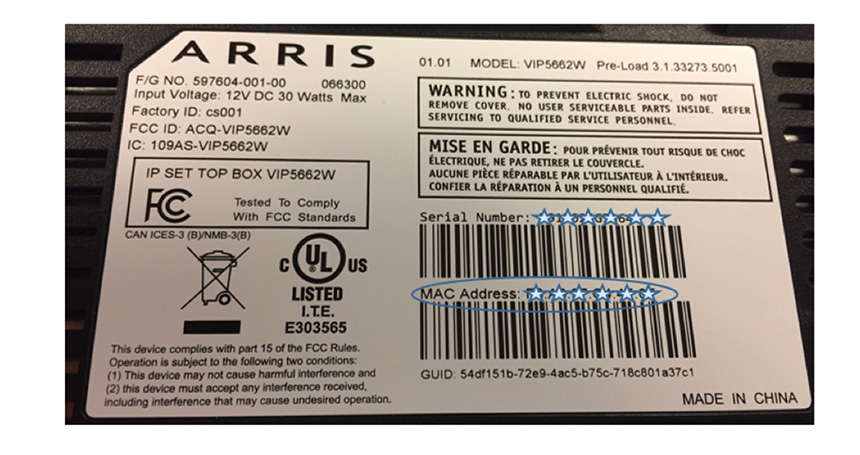 ARRIS
F/G NO. 597604-001-00 066300
Input Voltage: 12V DC 30 Watts Max
Factory ID: cs001
FCC ID: ACQ-VIP5662W
IC: 109AS-VIP5662W
IP SET TOP BOX VIP5662W
FC Tested To Comply
With FCC Standards
CAN ICES-3 (B)/NMB-3(B)
C UL US
LISTED
I.T.E.
E303565
This device complies with part 15 of the FCC Rules.
Operation is subject to the following two conditions:
(1) This device may not cause harmful interference and
(2) this device must accept any interference received,
including interference that may cause undesired operation.
01.01 MODEL: VIP5662W Pre-Load 3.1.33273.5001
WARNING: TO PREVENT ELECTRIC SHOCK, DO NOT
REMOVE COVER. NO USER SERVICEABLE PARTS INSIDE. REFER
SERVICING TO QUALIFIED SERVICE PERSONNEL.
MISE EN GARDE: POUR PRÉVENIR TOUT RISQUE DE CHOC
ÉLECTRIQUE, NE PAS RETIRER LE COUVERCLE.
AUCUNE PIÈCE RÉPARABLE PAR L'UTILISATEUR À L'INTÉRIEUR.
CONFIER LA RÉPARATION À UN PERSONNEL QUALIFIÉ.
Serial Number:
MAC Address:
GUID: 54df151b-72e9-4ac5-b75c-718c801a37c1
MADE IN CHINA